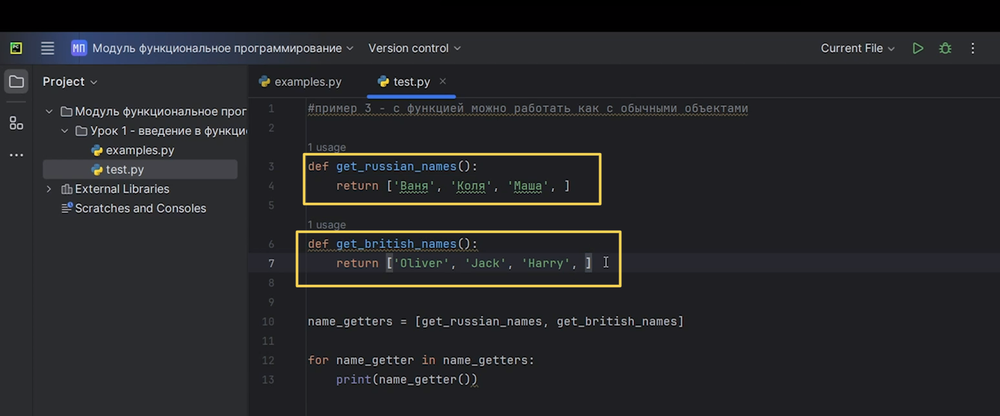 PC
МП Модуль функциональное программирование Version control Current File
Project
Модуль функциональное прог
Урок 1 - введение в функци
examples.py
test.py
External Libraries
Scratches and Consoles
examples.py test.py
1 #пример 3 - с функцией можно работать как с обычными объектами
2
1 usage
3 def get_russian_names():
4 return ['Ваня', 'Коля', 'Маша', ]
5
1 usage
6 def get_british_names():
7 return ['Oliver', 'Jack', 'Harry', ]
8
9
10 name_getters = [get_russian_names, get_british_names]
11
12 for name_getter in name_getters:
13 print(name_getter())